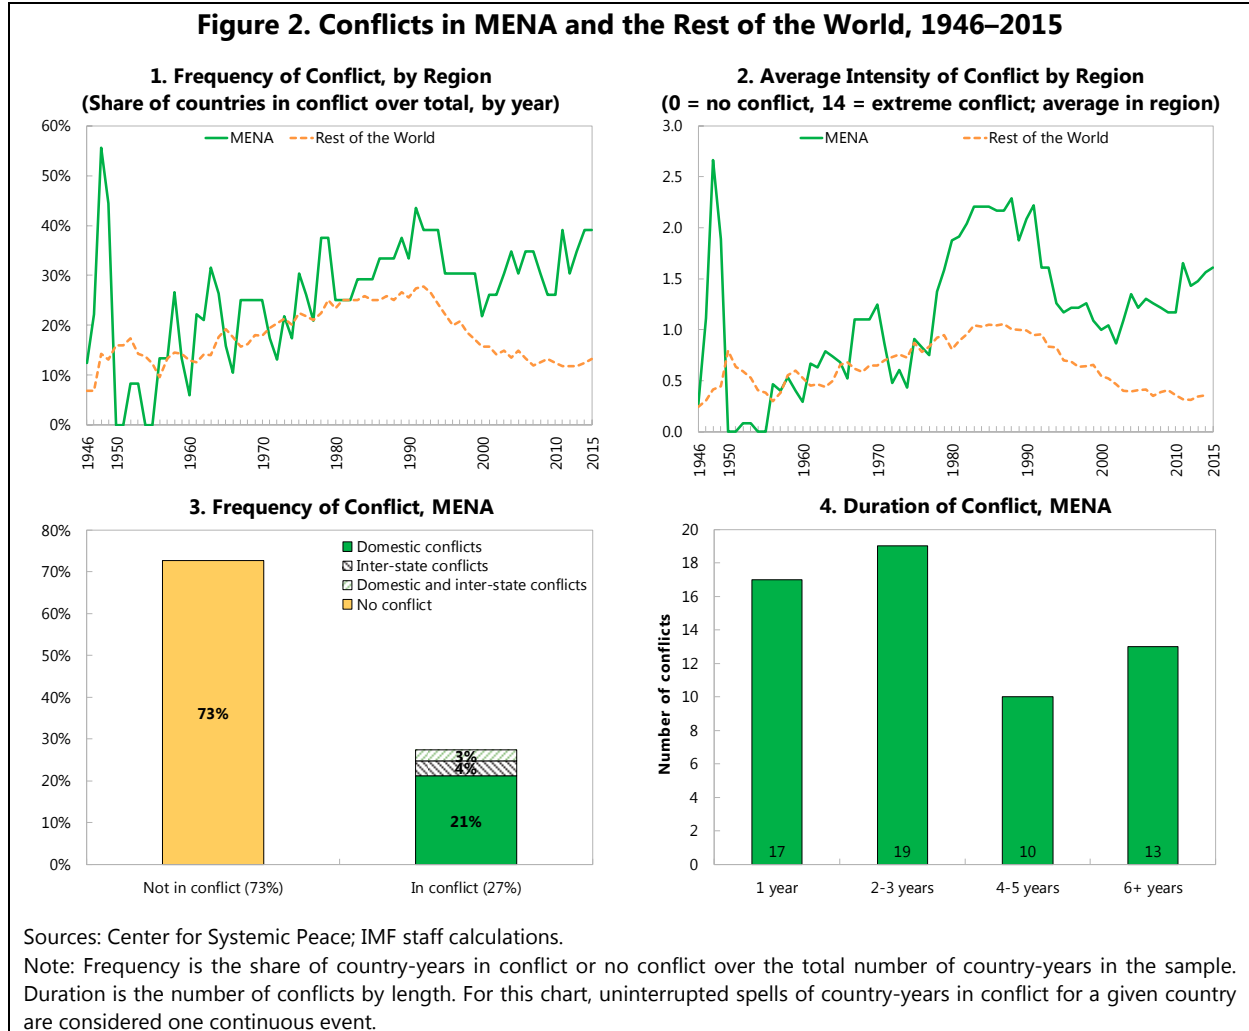 Figure 2. Conflicts in MENA and the Rest of the World, 1946–2015
1. Frequency of Conflict, by Region
(Share of countries in conflict over total, by year)
60%
50%
40%
30%
20%
10%
0%
MENA
Rest of the World
1946
1950
1960
1970
1980
1990
2000
2010
2015
2. Average Intensity of Conflict by Region
(0 = no conflict, 14 = extreme conflict; average in region)
3.0
2.5
2.0
1.5
1.0
0.5
0.0
MENA
Rest of the World
1946
1950
1960
1970
1980
1990
2000
2010
2015
3. Frequency of Conflict, MENA
80%
70%
60%
50%
40%
30%
20%
10%
0%
Domestic conflicts
Inter-state conflicts
Domestic and inter-state conflicts
No conflict
73%
3%
4%
21%
Not in conflict (73%)
In conflict (27%)
4. Duration of Conflict, MENA
Number of conflicts
20
18
16
14
12
10
8
6
4
2
0
17
19
10
13
1 year
2-3 years
4-5 years
6+ years
Sources: Center for Systemic Peace; IMF staff calculations.
Note: Frequency is the share of country-years in conflict or no conflict over the total number of country-years in the sample.
Duration is the number of conflicts by length. For this chart, uninterrupted spells of country-years in conflict for a given country
are considered one continuous event.